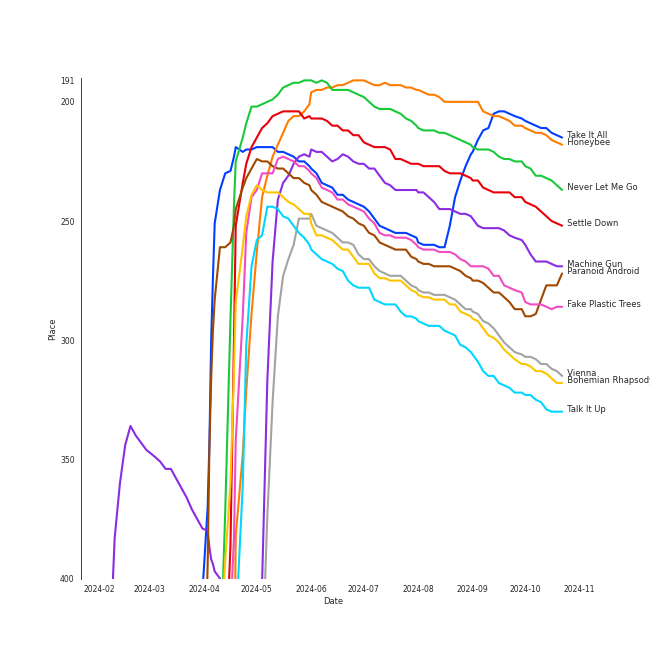 191
200
250
300
350
400
Place
2024-02
2024-03
2024-04
2024-05
2024-06
2024-07
2024-08
2024-09
2024-10
2024-11
Date
Take It All
Honeybee
Never Let Me Go
Settle Down
Machine Gun
Paranoid Android
Fake Plastic Trees
Vienna
Bohemian Rhapsody
Talk It Up